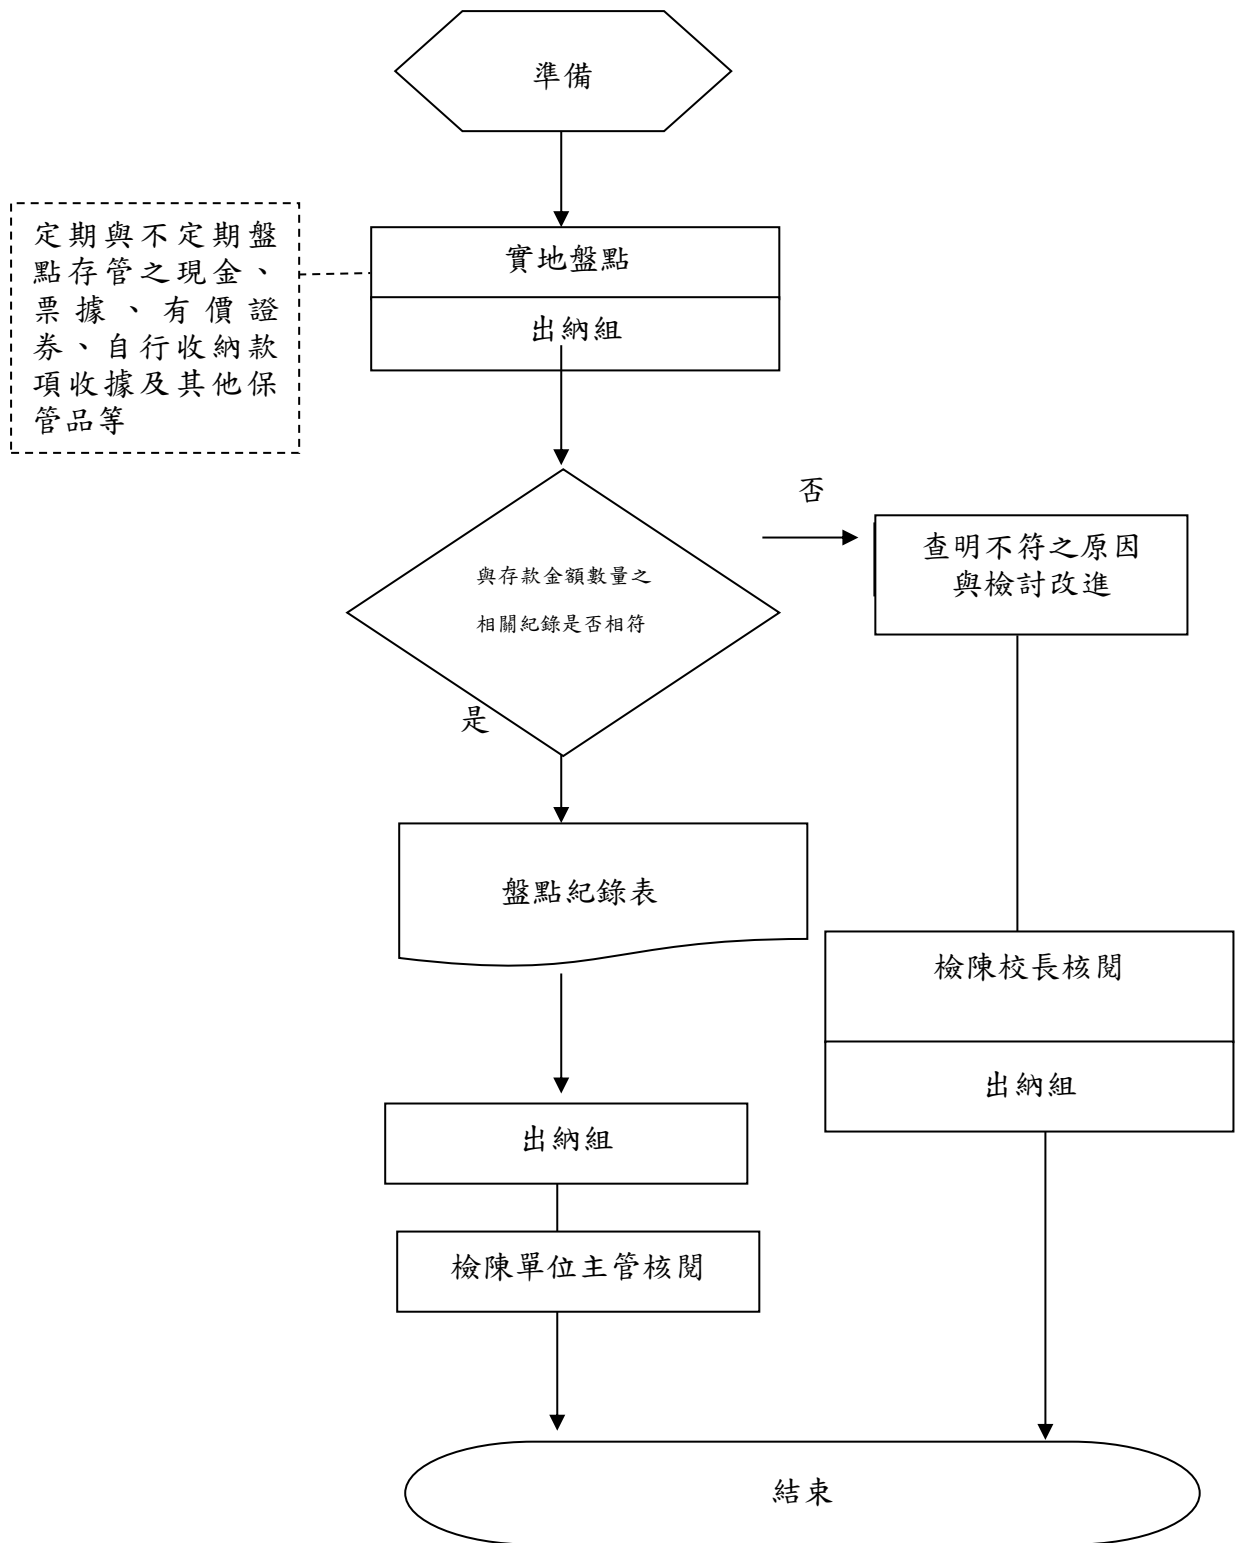 準備
定期與不定期盤
點存管之現金、
票據、有價證
券、自行收納款
項收據及其他保
管品等
實地盤點
出納組
與存款金額數量之
相關紀錄是否相符
否
查明不符之原因
與檢討改進
是
盤點紀錄表
檢陳校長核閱
出納組
出納組
檢陳單位主管核閱
結束